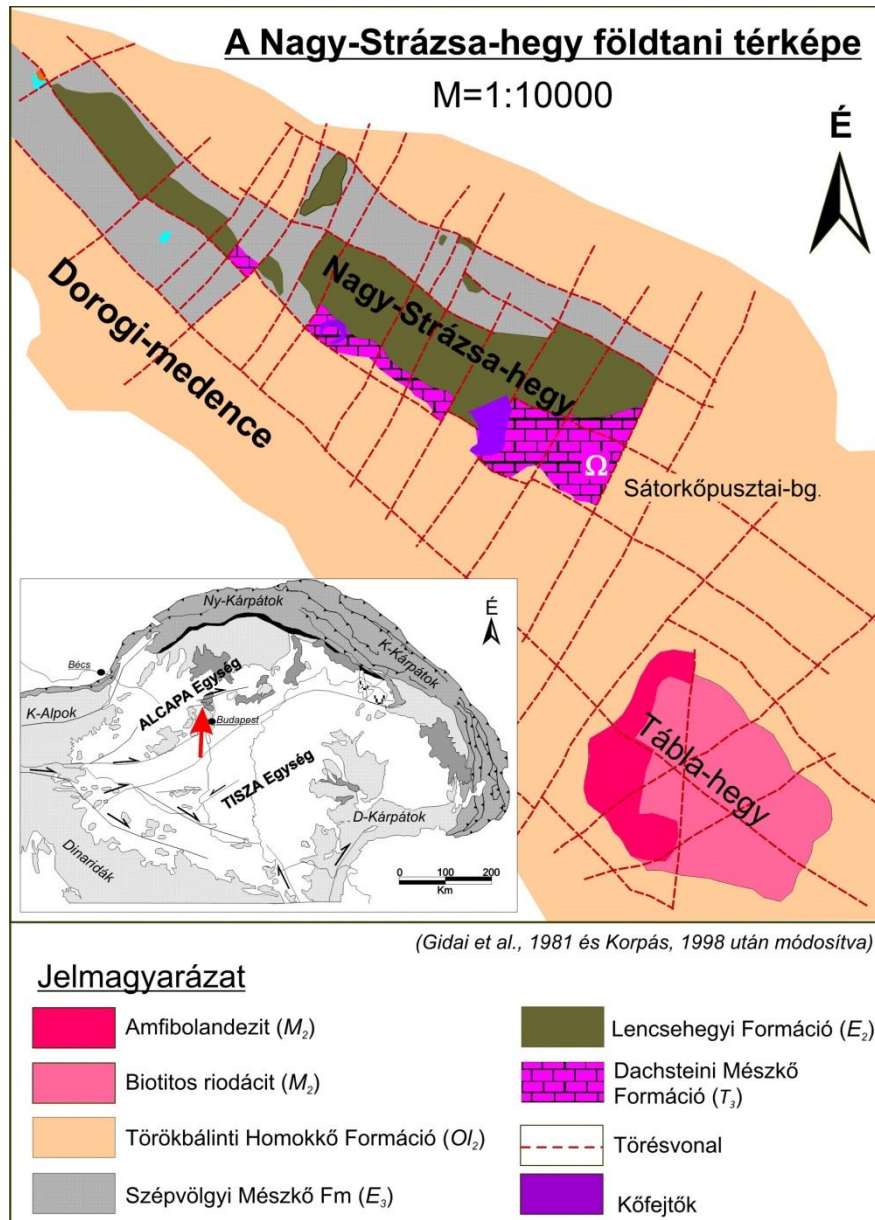 A Nagy-Strázsa-hegy földtani térképe
M=1:10000
É
Dorogi-medence
Nagy-Strázsa-hegy
Ω
Sátorkőpusztai-bg.
Tábla-hegy
Ny-Kárpátok
É
K-Kárpátok
Bécs
ALCAPA Egység
K-Alpok
Budapest
TISZA Egység
D-Kárpátok
Dinaridák
0 100 200
Km
(Gidai et al., 1981 és Korpás, 1998 után módosítva)
Jelmagyarázat
Amfibolandezit (M₂)
Biotitos riodácit (M₂)
Törökbálinti Homokkő Formáció (Ol₂)
Szépvölgyi Mészkő Fm (E₃)
Lencsehegyi Formáció (E₂)
Dachsteini Mészkő
Formáció (T₃)
Törésvonal
Kőfejtők